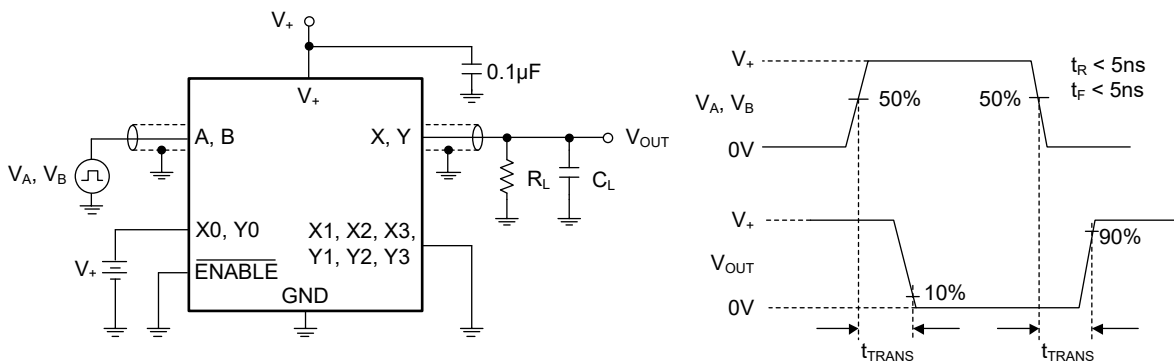 V+
0.1µF
V+
A, B
X, Y
VOUT
VA, VB
RL
CL
X0, Y0
X1, X2, X3,
Y1, Y2, Y3
V+
ENABLE
GND
V+
tR < 5ns
tF < 5ns
VA, VB
50%
50%
0V
V+
90%
VOUT
10%
0V
tTRANS
tTRANS